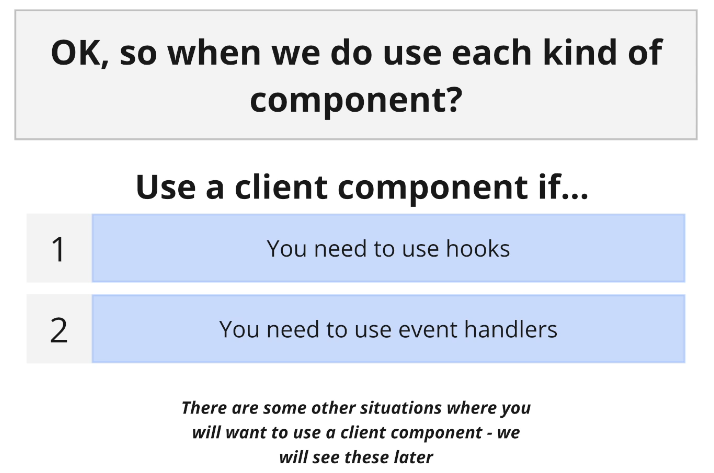 OK, so when we do use each kind of
component?
Use a client component if...
1 You need to use hooks
2 You need to use event handlers
There are some other situations where you
will want to use a client component - we
will see these later